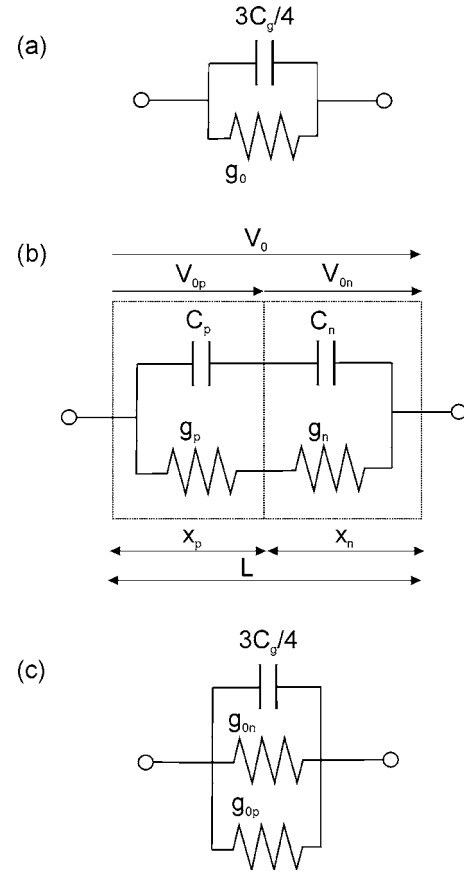 (a)
3C_g/4
g_0
(b)
V_0
V_0p V_0n
C_p C_n
g_p g_n
x_p x_n
L
(c)
3C_g/4
g_0n
g_0p